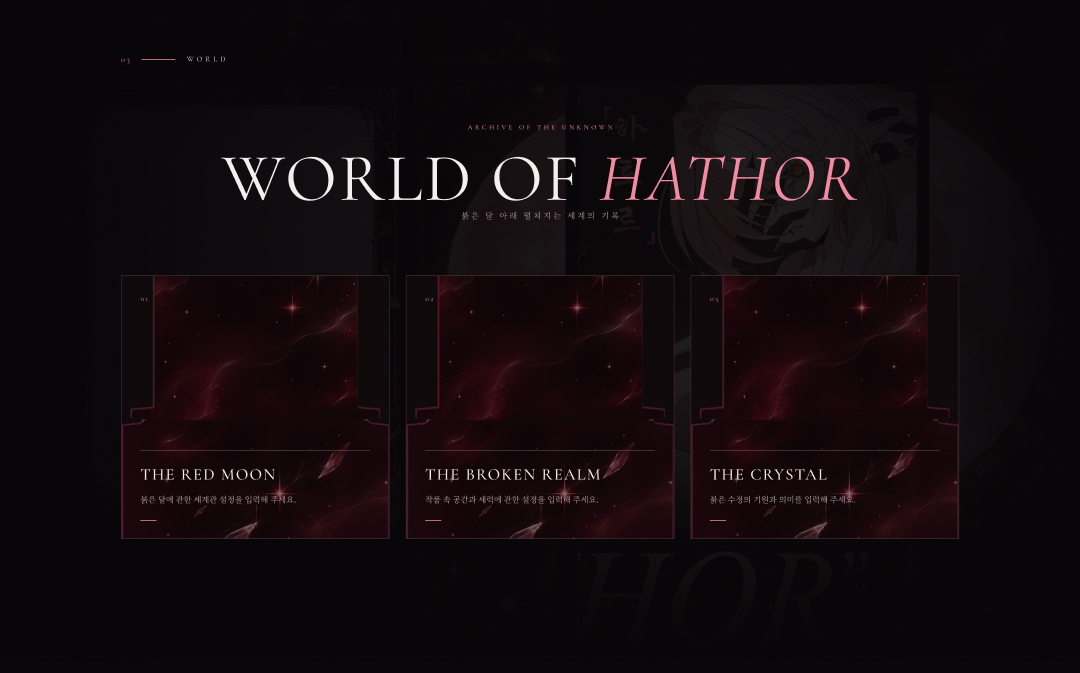 03 WORLD
ARCHIVE OF THE UNKNOWN
WORLD OF HATHOR
붉은 달 아래 펼쳐지는 세계의 기록
「하
르」
01
02
03
THE RED MOON
붉은 달에 관한 세계관 설정을 입력해 주세요.
THE BROKEN REALM
작품 속 공간과 세력에 관한 설정을 입력해 주세요.
THE CRYSTAL
붉은 수정의 기원과 의미를 입력해 주세요.
HOR”